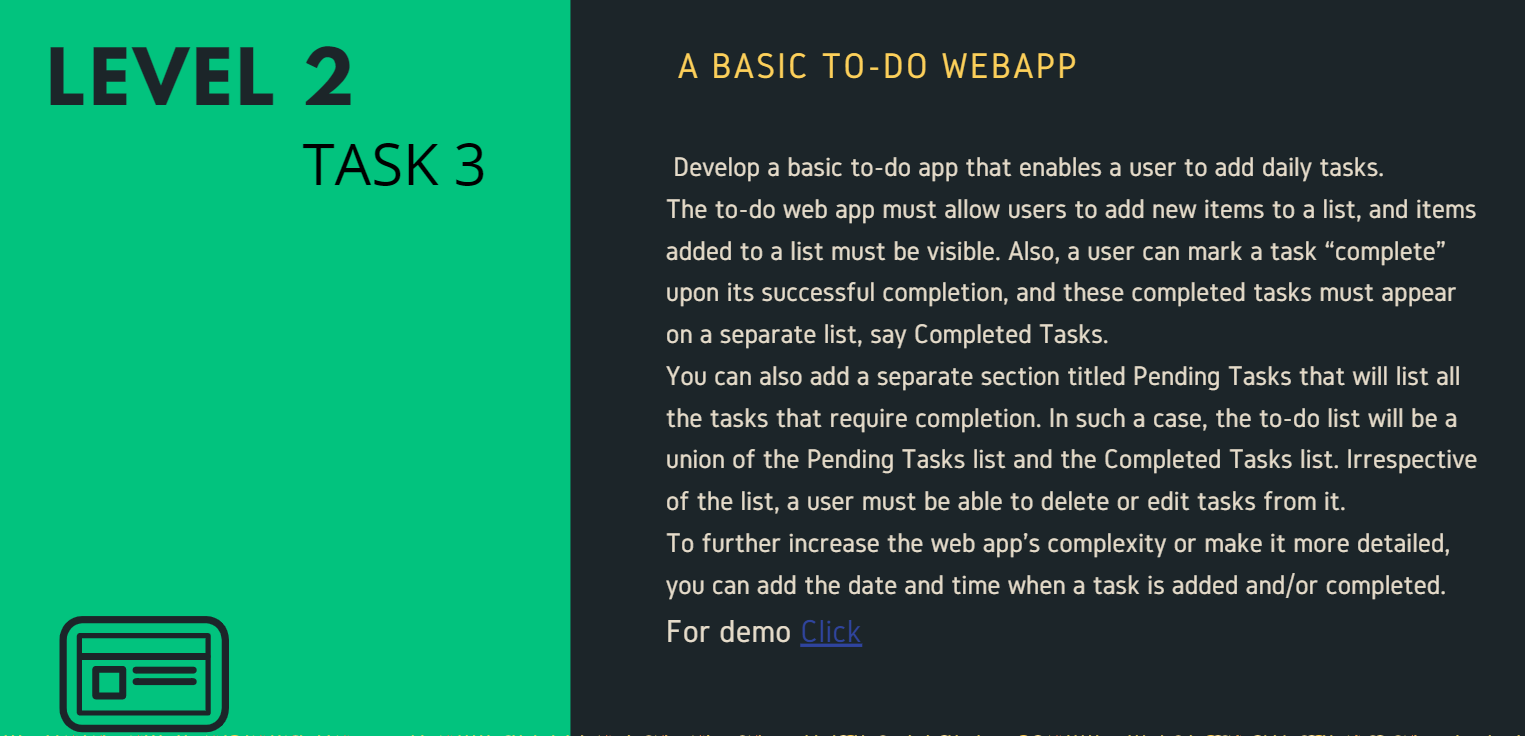 LEVEL 2
TASK 3
A BASIC TO-DO WEBAPP
Develop a basic to-do app that enables a user to add daily tasks.
The to-do web app must allow users to add new items to a list, and items
added to a list must be visible. Also, a user can mark a task “complete”
upon its successful completion, and these completed tasks must appear
on a separate list, say Completed Tasks.
You can also add a separate section titled Pending Tasks that will list all
the tasks that require completion. In such a case, the to-do list will be a
union of the Pending Tasks list and the Completed Tasks list. Irrespective
of the list, a user must be able to delete or edit tasks from it.
To further increase the web app’s complexity or make it more detailed,
you can add the date and time when a task is added and/or completed.
For demo Click